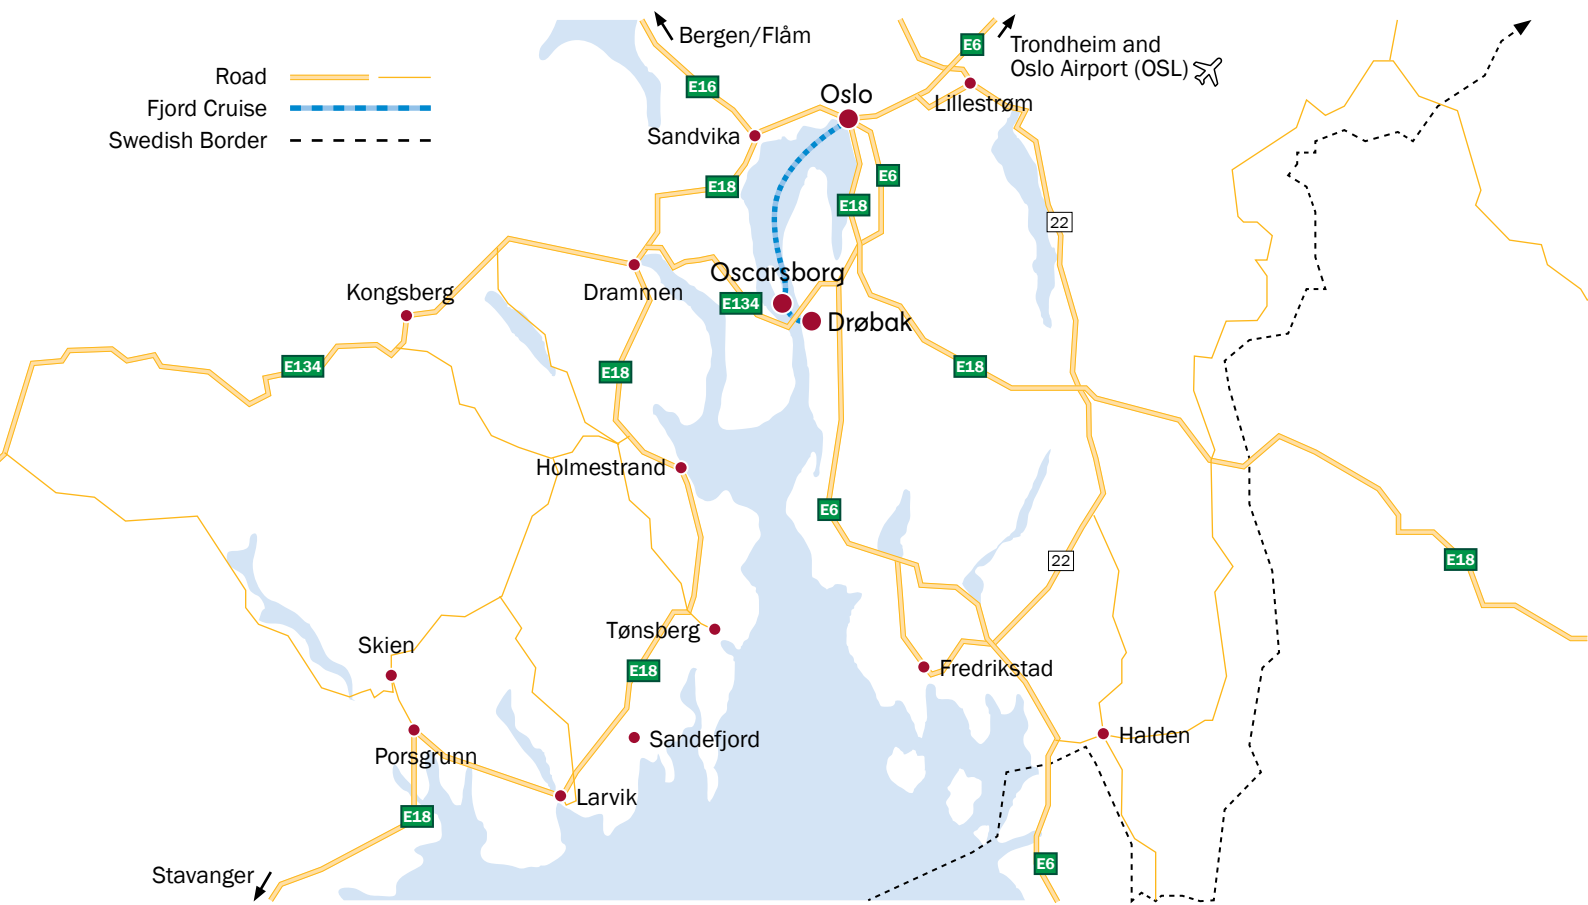 Bergen/Flåm
E6
Trondheim and
Oslo Airport (OSL)
Road
Fjord Cruise
Swedish Border
E16
Oslo
Lillestrøm
Sandvika
E18
E6
E18
22
Oscarsborg
Drammen
Kongsberg
E134
Drøbak
E134
E18
E18
Holmestrand
E6
22
E18
Tønsberg
Skien
E18
Fredrikstad
Sandefjord
Halden
Porsgrunn
Larvik
E18
E6
Stavanger